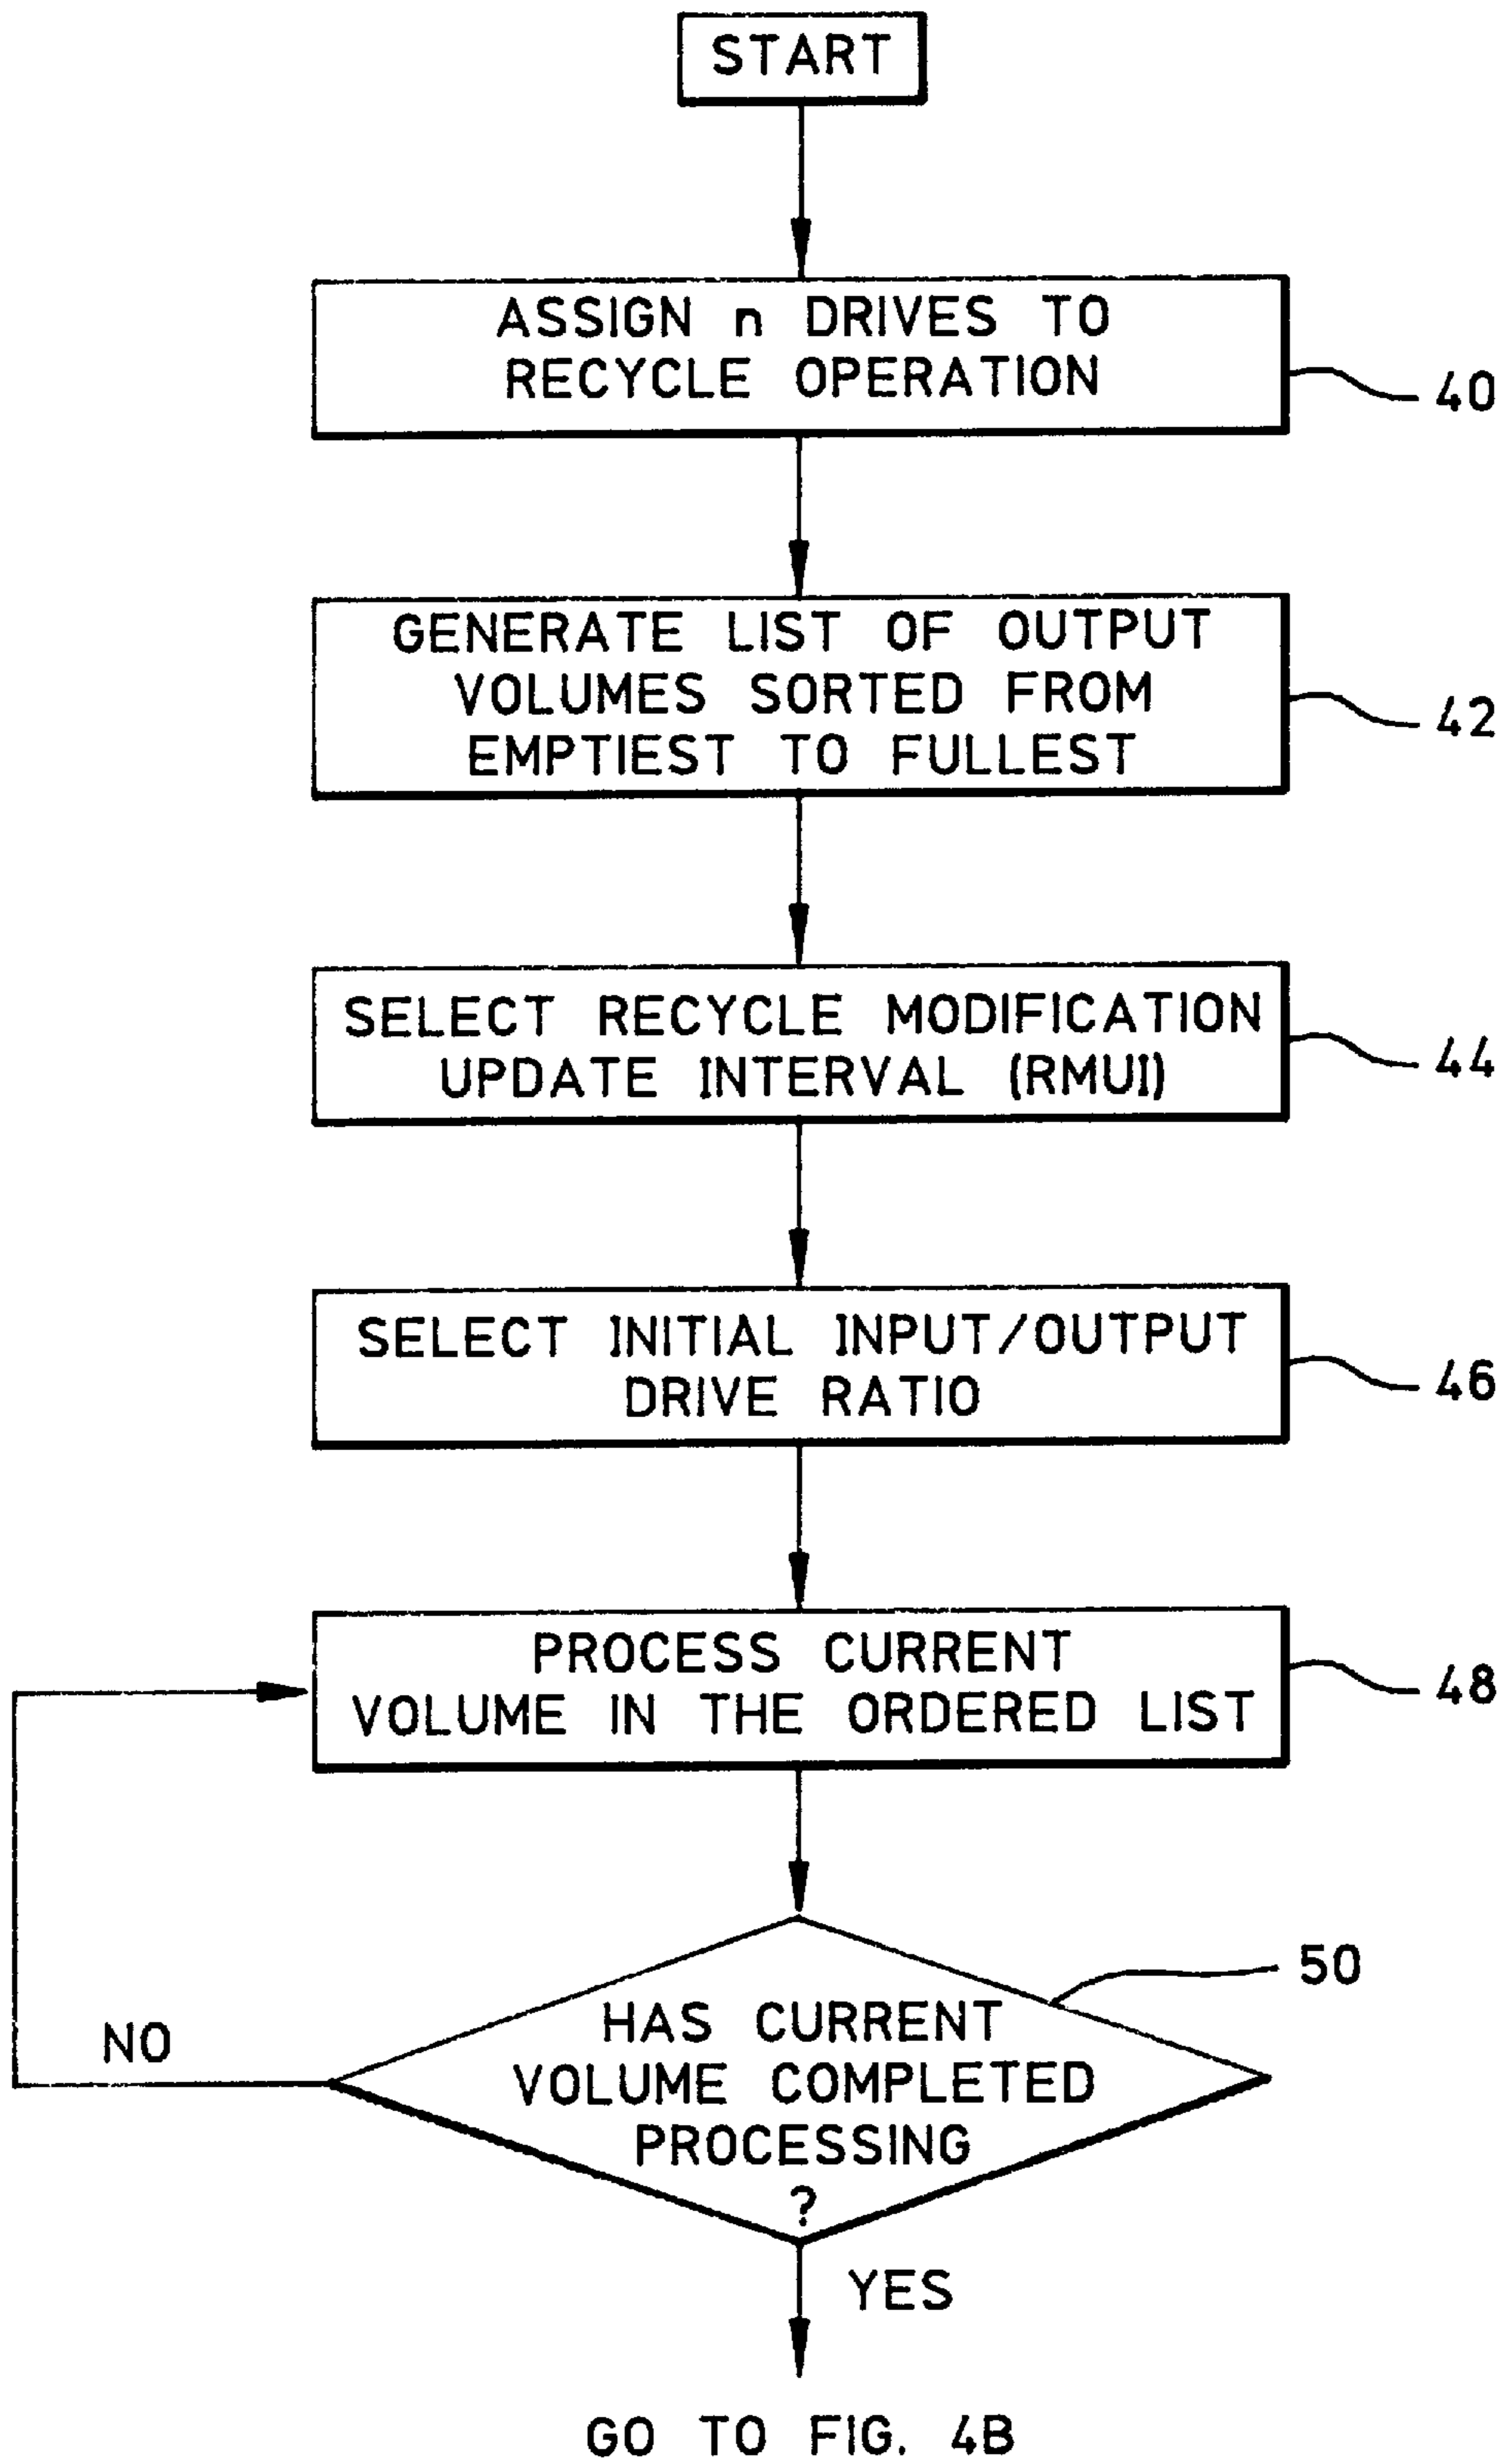 START
ASSIGN n DRIVES TO
RECYCLE OPERATION
40
GENERATE LIST OF OUTPUT
VOLUMES SORTED FROM
EMPTIEST TO FULLEST
42
SELECT RECYCLE MODIFICATION
UPDATE INTERVAL (RMUI)
44
SELECT INITIAL INPUT/OUTPUT
DRIVE RATIO
46
PROCESS CURRENT
VOLUME IN THE ORDERED LIST
48
50
HAS CURRENT
VOLUME COMPLETED
PROCESSING
?
NO
YES
GO TO FIG. 4B